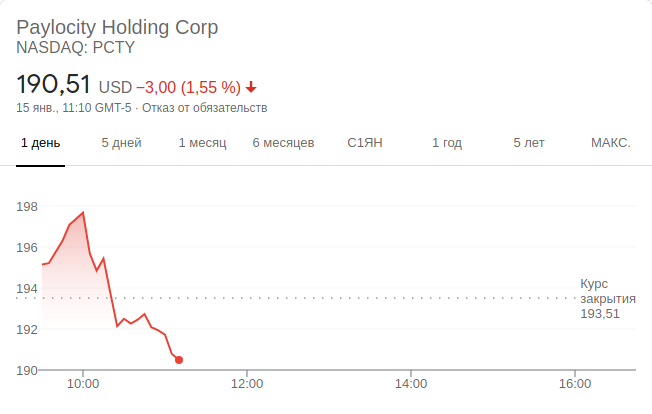 Paylocity Holding Corp
NASDAQ: PCTY
190,51 USD −3,00 (1,55 %)
15 янв., 11:10 GMT-5 · Отказ от обязательств
1 день 5 дней 1 месяц 6 месяцев С1ЯН 1 год 5 лет МАКС.
198
196
194
192
190
Курс
закрытия
193,51
10:00 12:00 14:00 16:00